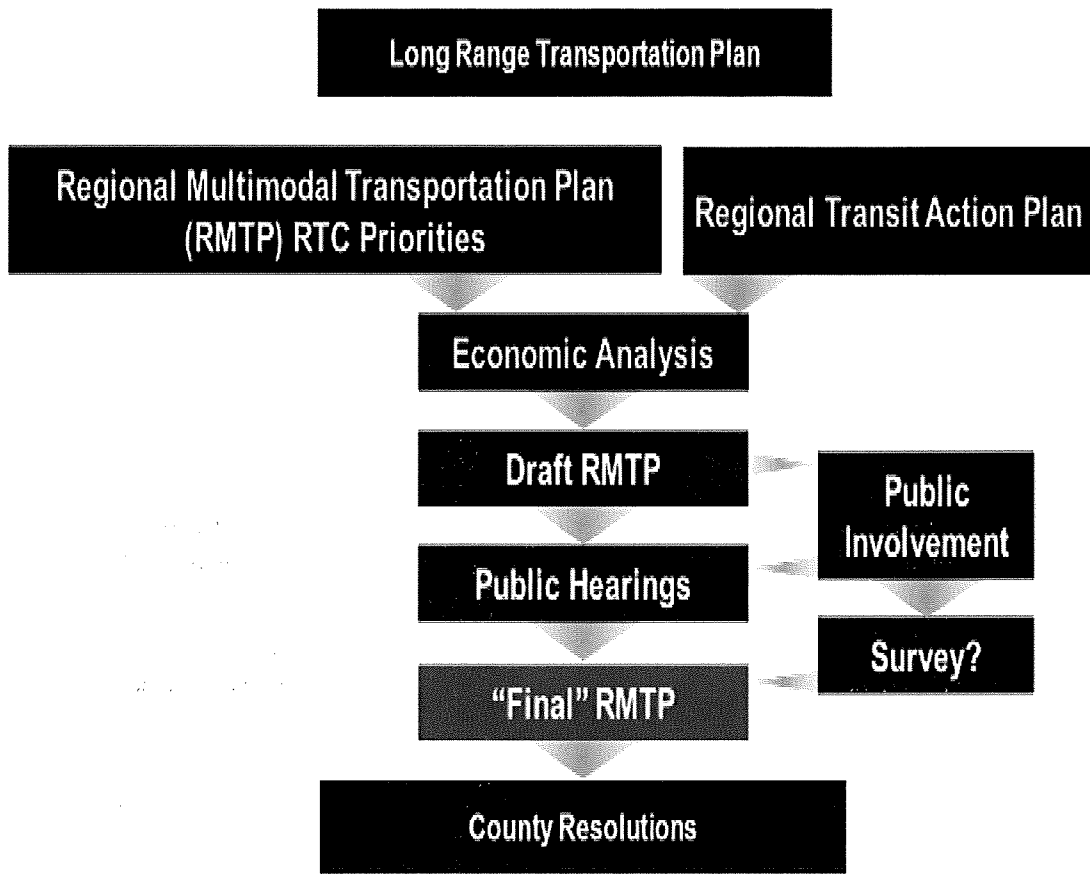 Long Range Transportation Plan
Regional Multimodal Transportation Plan
(RMTP) RTC Priorities
Regional Transit Action Plan
Economic Analysis
Draft RMTP
Public
Involvement
Public Hearings
Survey?
“Final” RMTP
County Resolutions